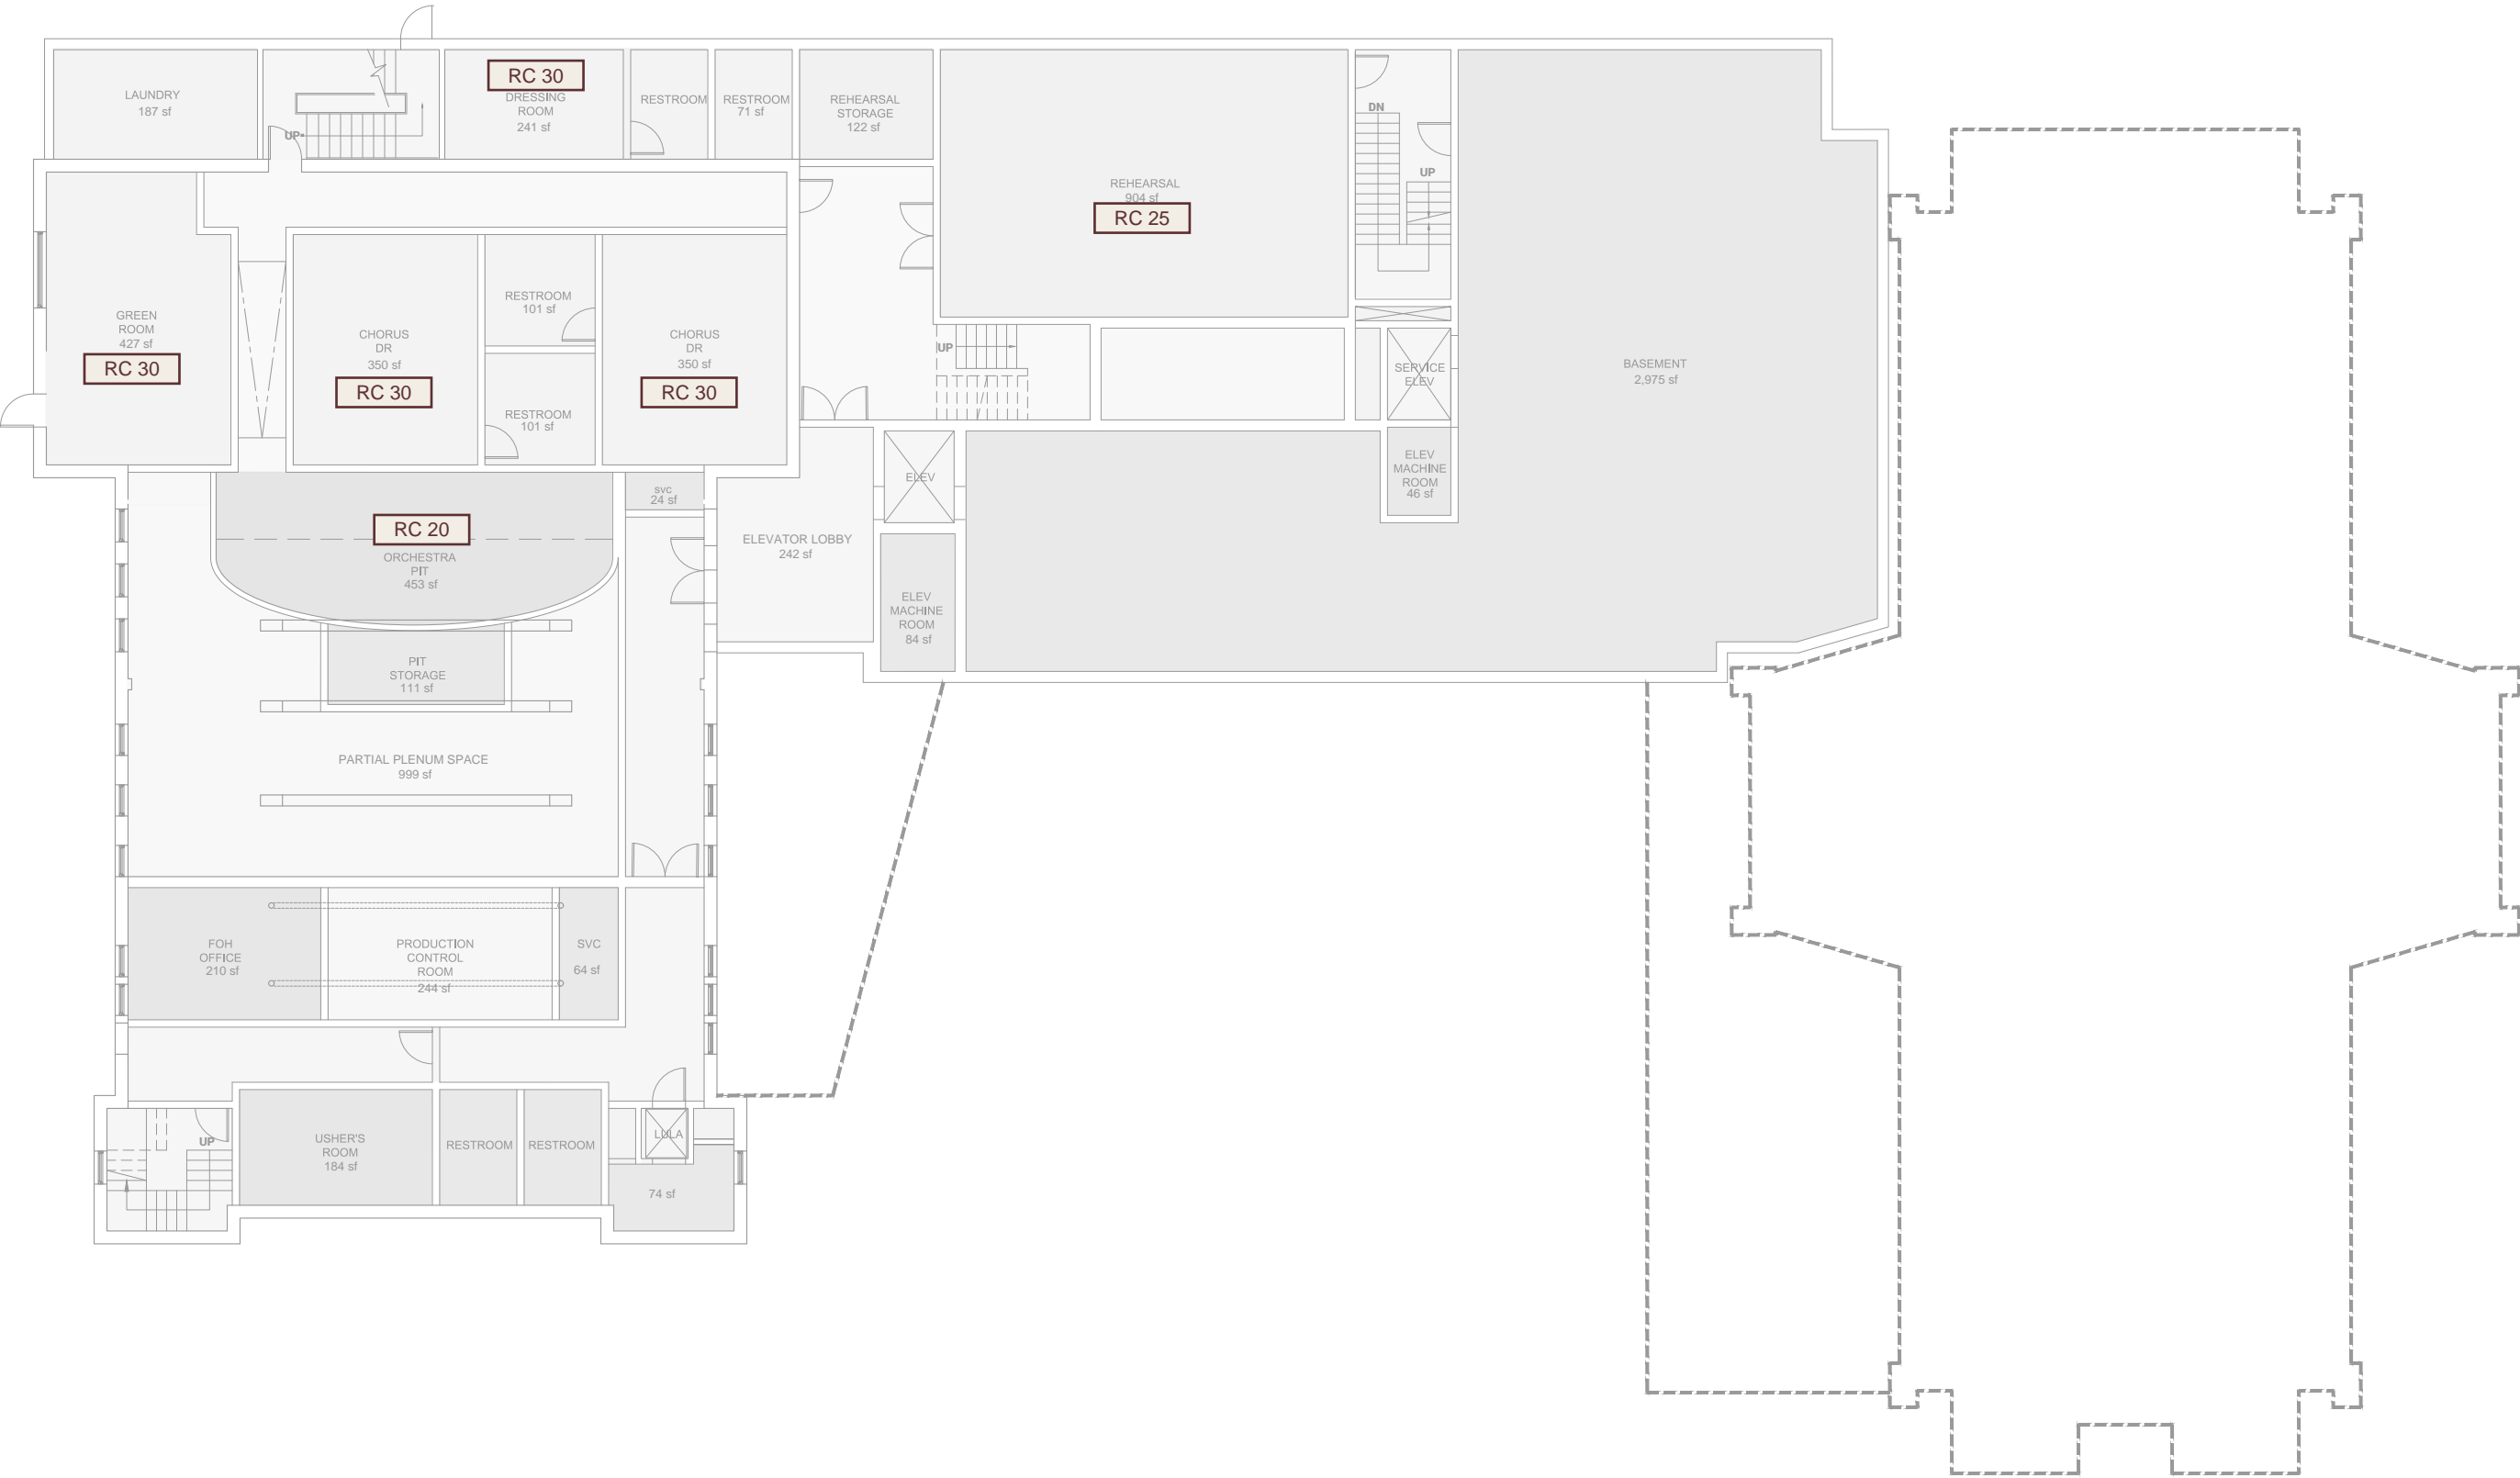 LAUNDRY
187 sf
UP
RC 30
DRESSING
ROOM
241 sf
RESTROOM
RESTROOM
71 sf
REHEARSAL
STORAGE
122 sf
REHEARSAL
904 sf
RC 25
DN
UP
GREEN
ROOM
427 sf
RC 30
CHORUS
DR
350 sf
RC 30
RESTROOM
101 sf
RESTROOM
101 sf
CHORUS
DR
350 sf
RC 30
UP
SERVICE
ELEV
BASEMENT
2,975 sf
ELEV
MACHINE
ROOM
46 sf
RC 20
ORCHESTRA
PIT
453 sf
svc
24 sf
ELEVATOR LOBBY
242 sf
ELEV
ELEV
MACHINE
ROOM
84 sf
PIT
STORAGE
111 sf
PARTIAL PLENUM SPACE
999 sf
FOH
OFFICE
210 sf
PRODUCTION
CONTROL
ROOM
244 sf
SVC
64 sf
UP
USHER'S
ROOM
184 sf
RESTROOM
RESTROOM
LULA
74 sf